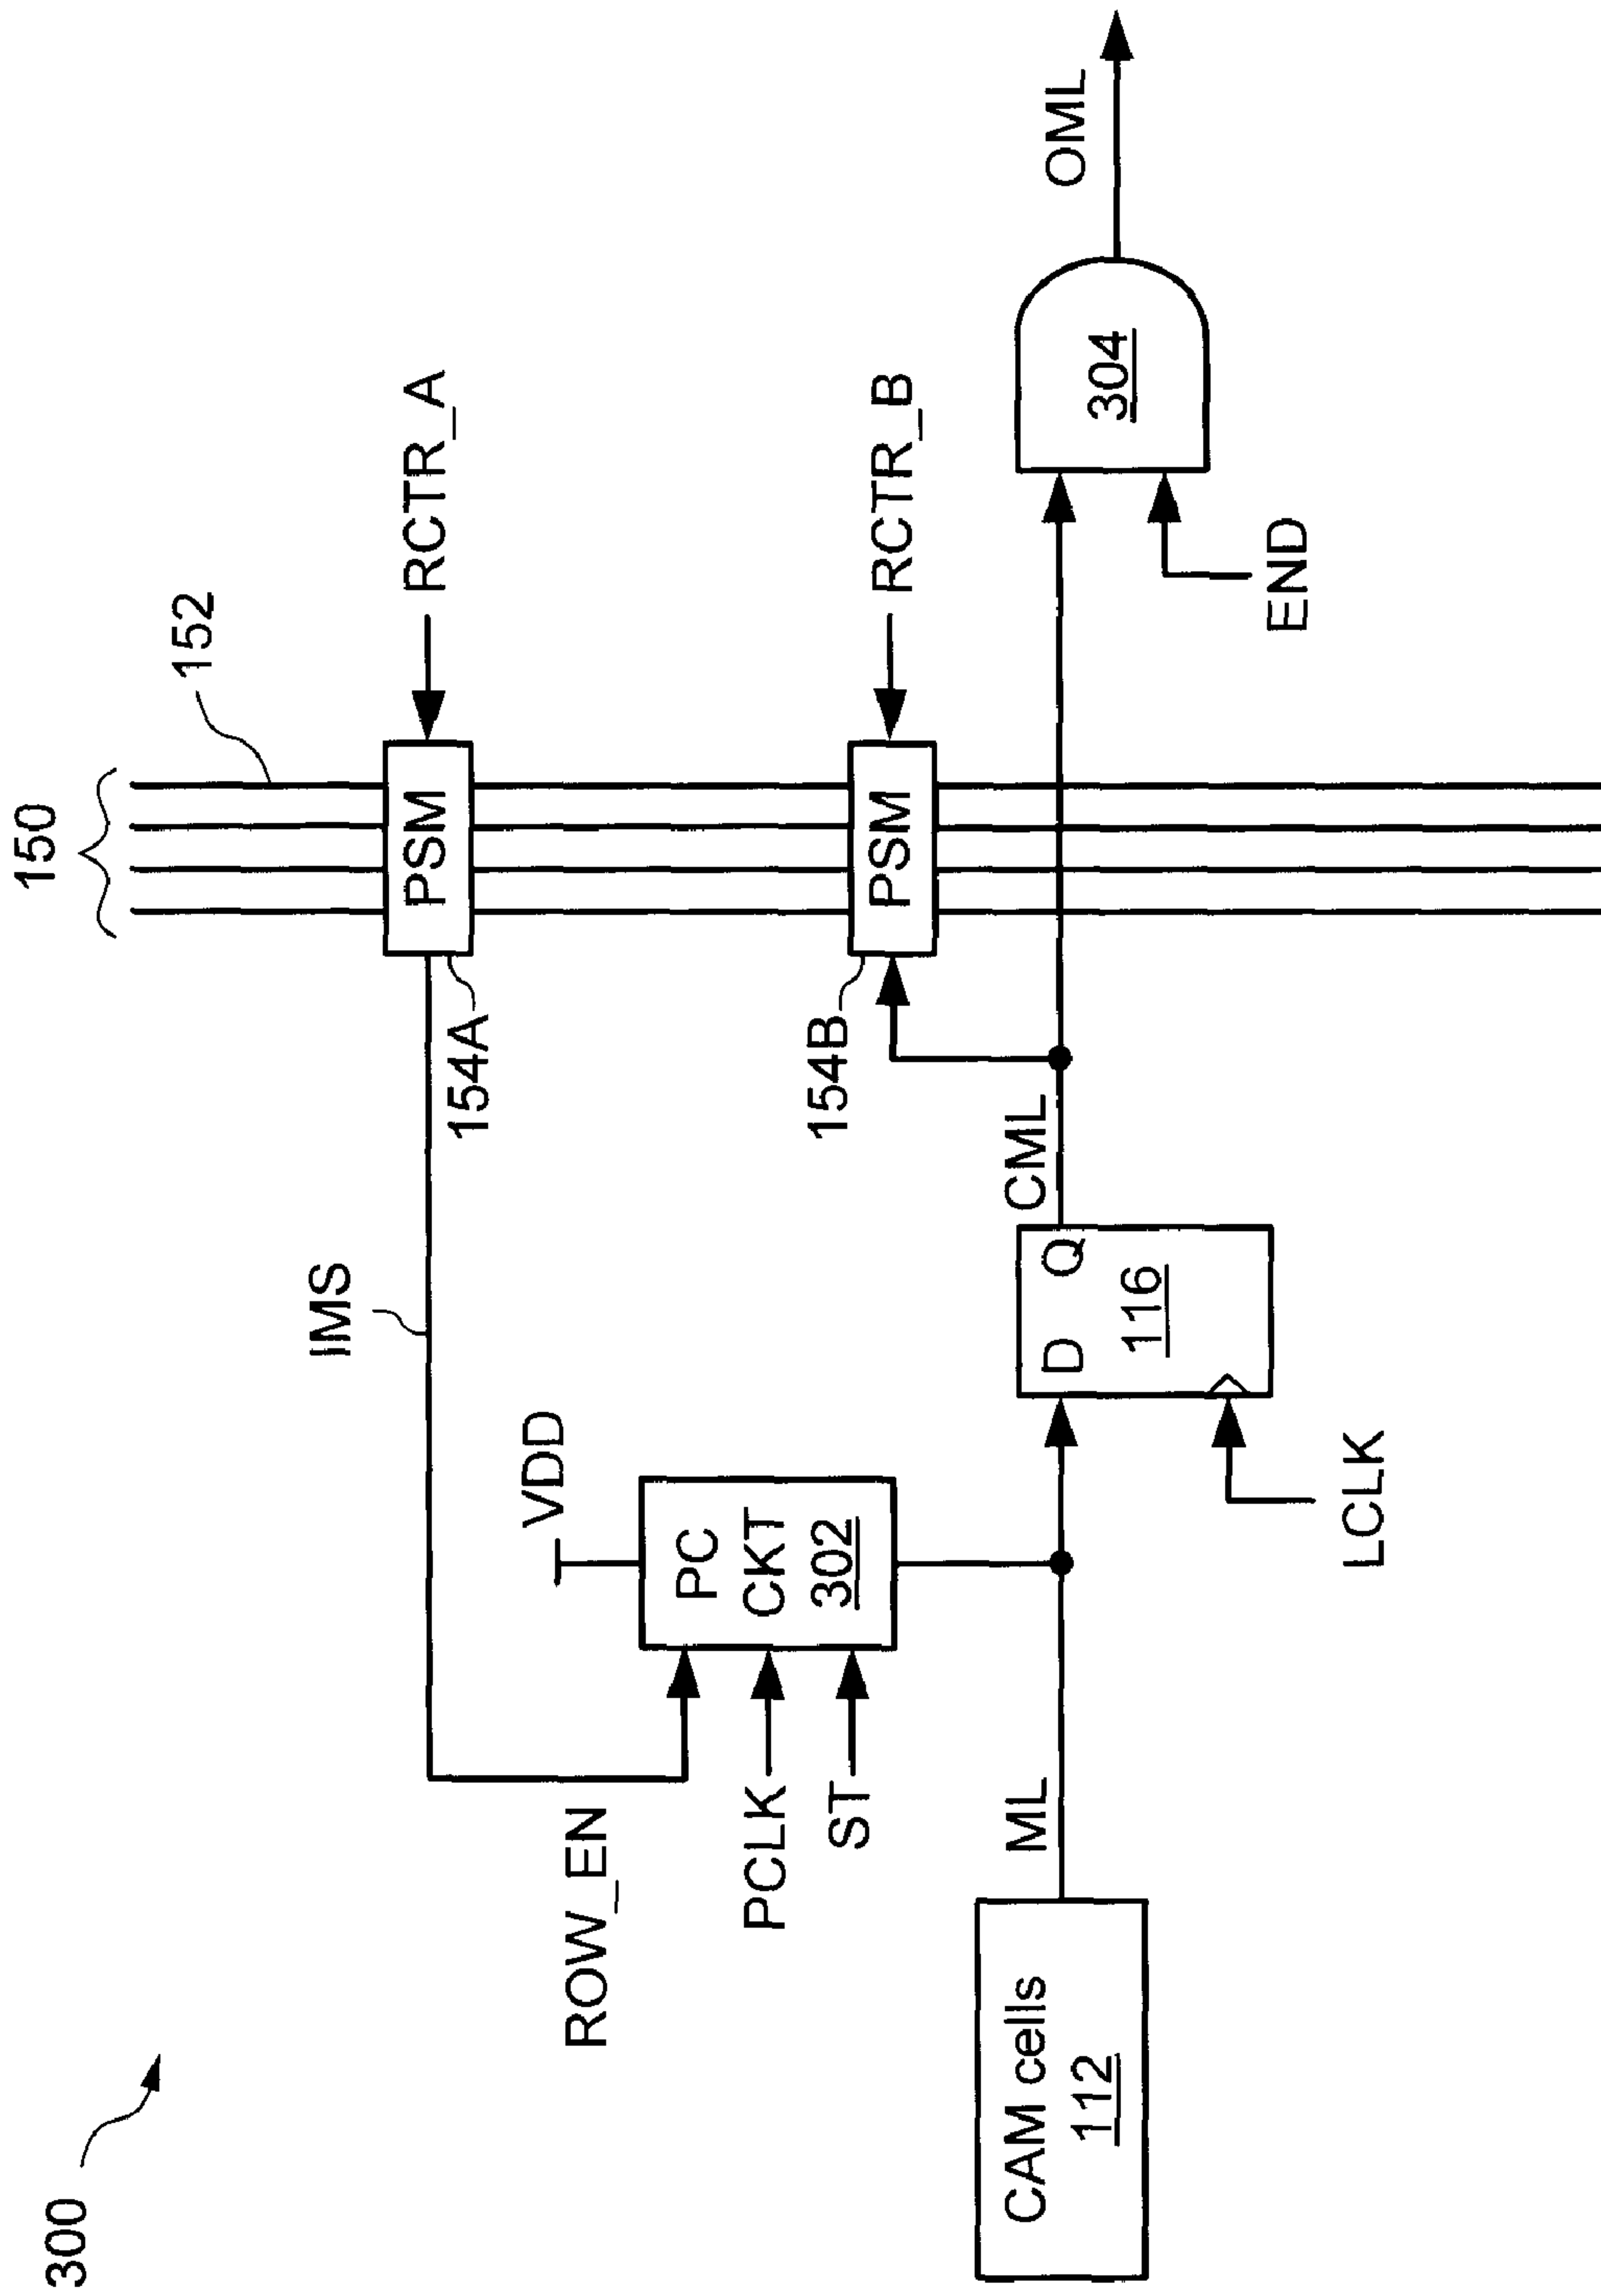 300
150
152
IMS
PSM
RCTR_A
154A
VDD
ROW_EN
PCLK
ST
PC
CKT
302
154B
PSM
RCTR_B
CAM cells
112
ML
D Q
116
LCLK
CML
304
END
OML